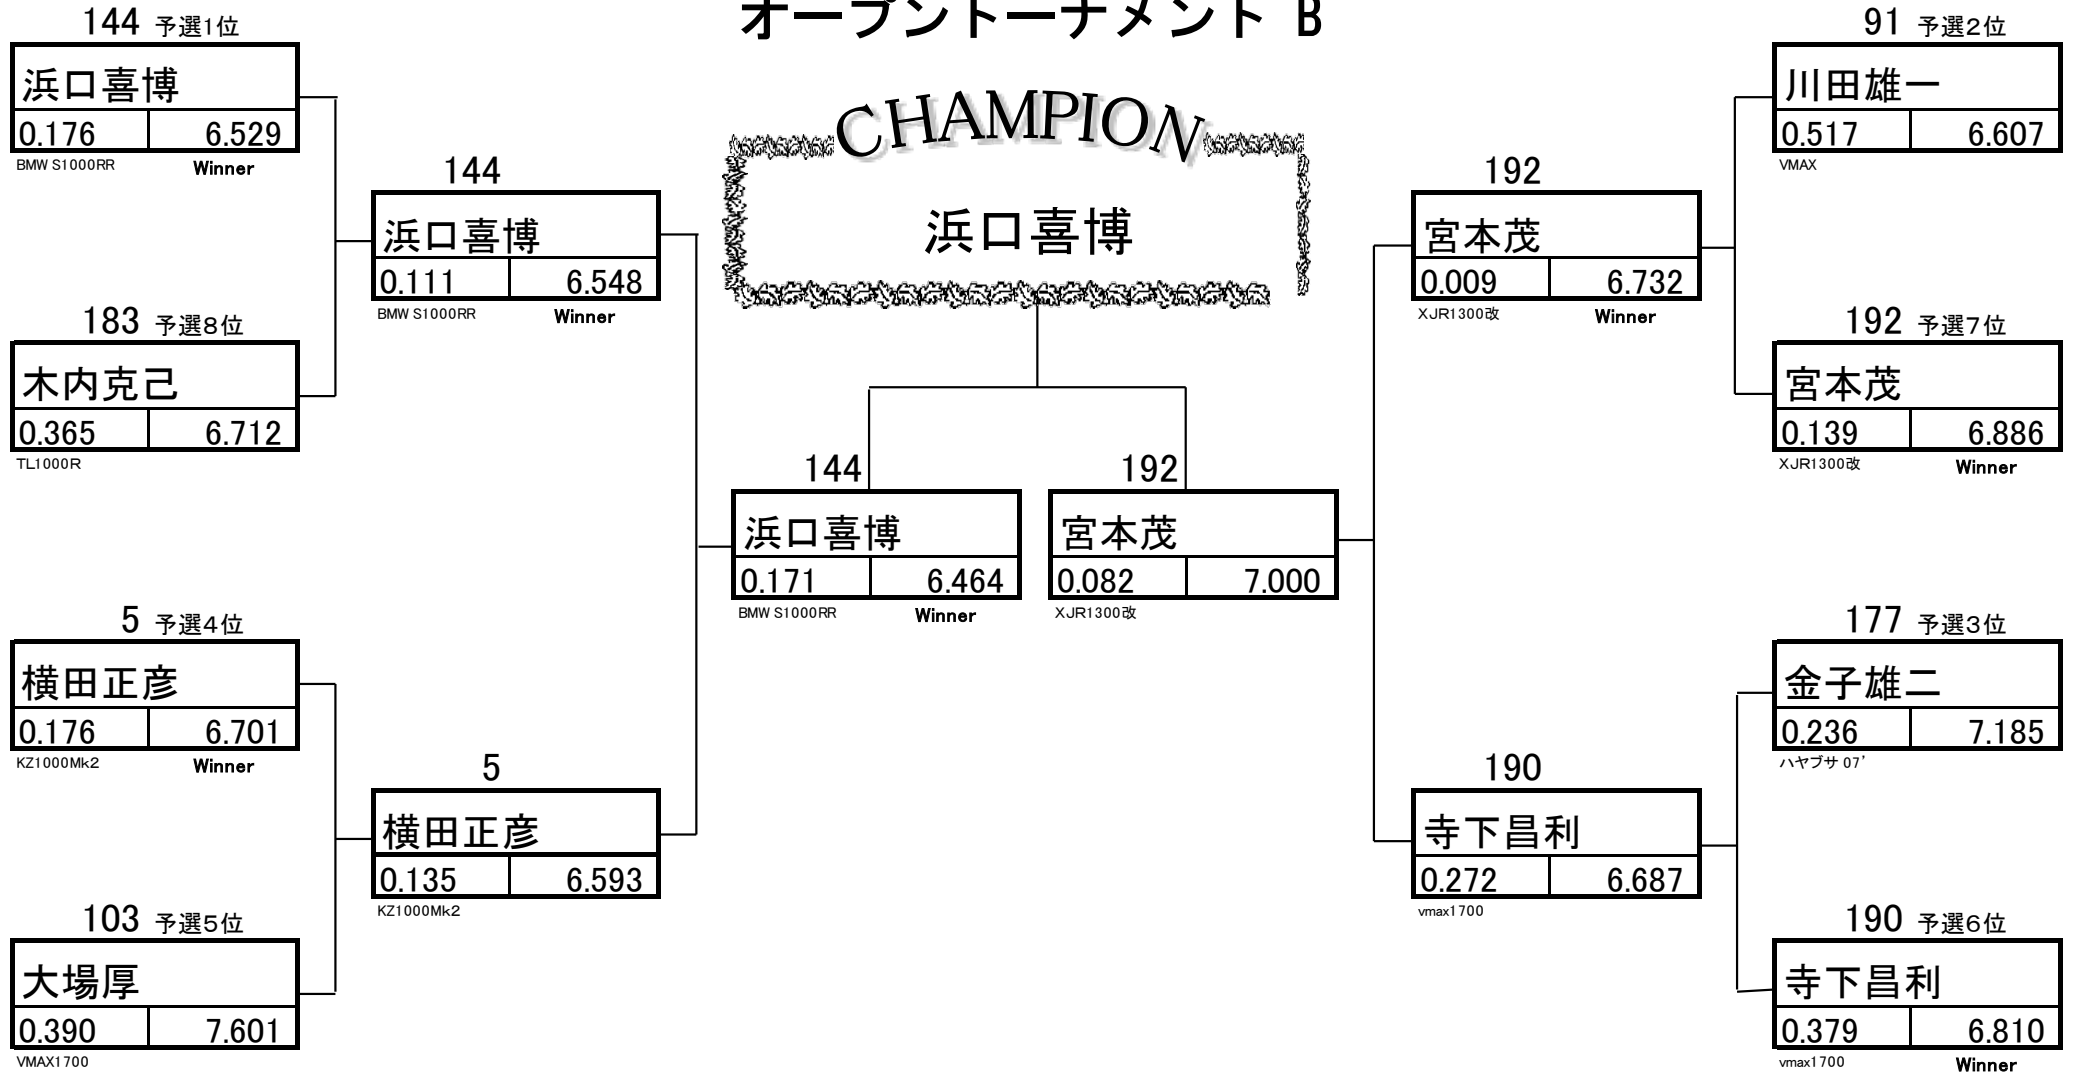 オープントーナメント B
CHAMPION
浜口喜博
144 予選1位
浜口喜博
0.176 6.529
BMW S1000RR Winner
183 予選8位
木内克己
0.365 6.712
TL1000R
5 予選4位
横田正彦
0.176 6.701
KZ1000Mk2 Winner
103 予選5位
大場厚
0.390 7.601
VMAX1700
144
浜口喜博
0.111 6.548
BMW S1000RR Winner
5
横田正彦
0.135 6.593
KZ1000Mk2
144
浜口喜博
0.171 6.464
BMW S1000RR Winner
192
宮本茂
0.082 7.000
XJR1300改
192
宮本茂
0.009 6.732
XJR1300改 Winner
190
寺下昌利
0.272 6.687
vmax1700
91 予選2位
川田雄一
0.517 6.607
VMAX
192 予選7位
宮本茂
0.139 6.886
XJR1300改 Winner
177 予選3位
金子雄二
0.236 7.185
ハヤブサ 07'
190 予選6位
寺下昌利
0.379 6.810
vmax1700 Winner